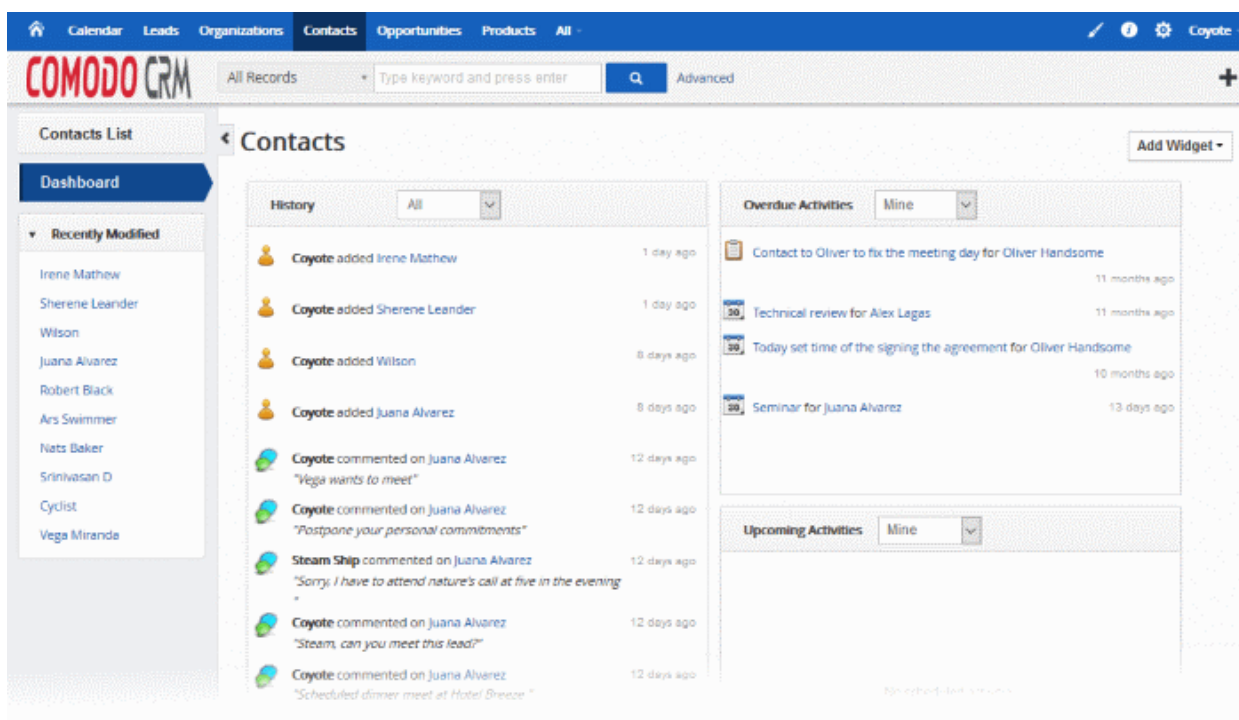 Calendar Leads Organizations Contacts Opportunities Products All
Coyote
COMODO CRM
All Records
Type keyword and press enter
Advanced
Contacts List
Contacts
Add Widget
Dashboard
Recently Modified
Irene Mathew
Sherene Leander
Wilson
Juana Alvarez
Robert Black
Ars Swimmer
Nats Baker
Srinivasan D
Cyclist
Vega Miranda
History All
Coyote added Irene Mathew 1 day ago
Coyote added Sherene Leander 1 day ago
Coyote added Wilson 8 days ago
Coyote added Juana Alvarez 8 days ago
Coyote commented on Juana Alvarez 12 days ago
"Vega wants to meet"
Coyote commented on Juana Alvarez 12 days ago
"Postpone your personal commitments"
Steam Ship commented on Juana Alvarez 12 days ago
"Sorry, I have to attend nature's call at five in the evening
"
Coyote commented on Juana Alvarez 12 days ago
"Steam, can you meet this lead?"
Coyote commented on Juana Alvarez 12 days ago
"Scheduled dinner meet at Hotel Breeze "
Overdue Activities Mine
Contact to Oliver to fix the meeting day for Oliver Handsome
11 months ago
Technical review for Alex Lagas 11 months ago
Today set time of the signing the agreement for Oliver Handsome
10 months ago
Seminar for Juana Alvarez 13 days ago
Upcoming Activities Mine